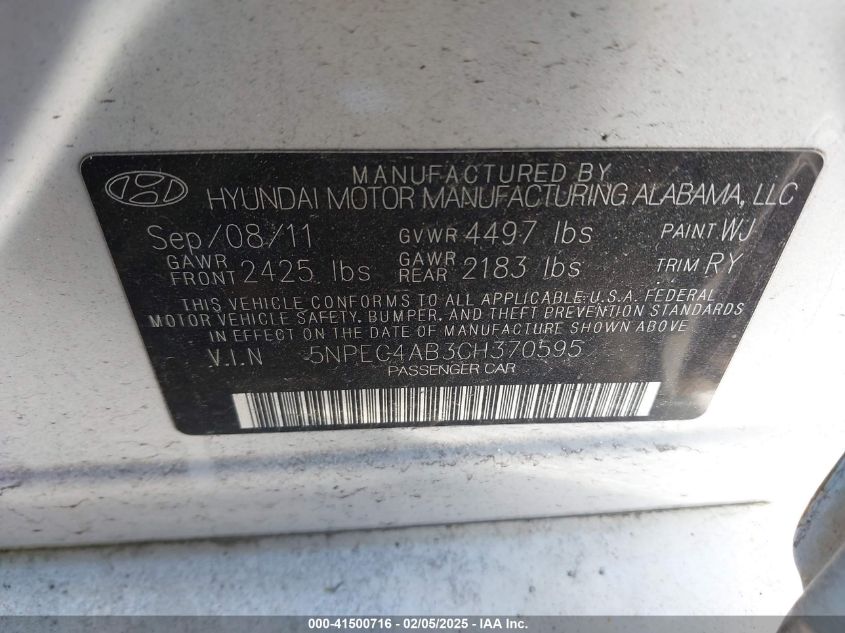 MANUFACTURED BY
HYUNDAI MOTOR MANUFACTURING ALABAMA, LLC
Sep/08/11 GVWR 4497 lbs PAINT WJ
GAWR FRONT 2425 lbs GAWR REAR 2183 lbs TRIM RY
THIS VEHICLE CONFORMS TO ALL APPLICABLE U.S.A. FEDERAL
MOTOR VEHICLE SAFETY, BUMPER, AND THEFT PREVENTION STANDARDS
IN EFFECT ON THE DATE OF MANUFACTURE SHOWN ABOVE
V.I.N 5NPEC4AB3CH370595
PASSENGER CAR
000-41500716 - 02/05/2025 - IAA Inc.